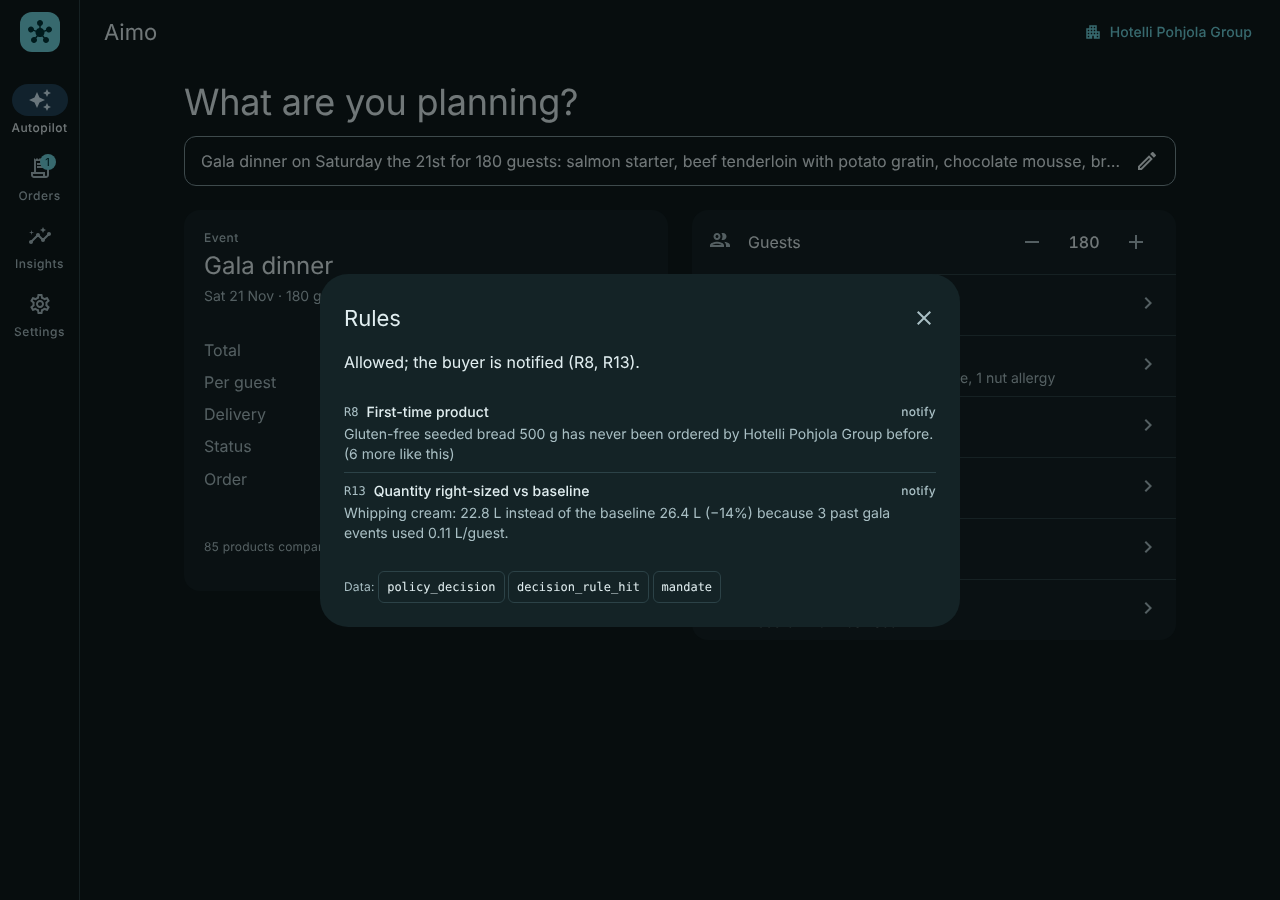 Aimo
Hotelli Pohjola Group
Autopilot
1
Orders
Insights
Settings
What are you planning?
Gala dinner on Saturday the 21st for 180 guests: salmon starter, beef tenderloin with potato gratin, chocolate mousse, br…
Event
Gala dinner
Sat 21 Nov · 180 g
Total
Per guest
Delivery
Status
Order
85 products compar
Guests
180
e, 1 nut allergy
Rules
Allowed; the buyer is notified (R8, R13).
R8 First-time product notify
Gluten-free seeded bread 500 g has never been ordered by Hotelli Pohjola Group before.
(6 more like this)
R13 Quantity right-sized vs baseline notify
Whipping cream: 22.8 L instead of the baseline 26.4 L (−14%) because 3 past gala
events used 0.11 L/guest.
Data: policy_decision decision_rule_hit mandate